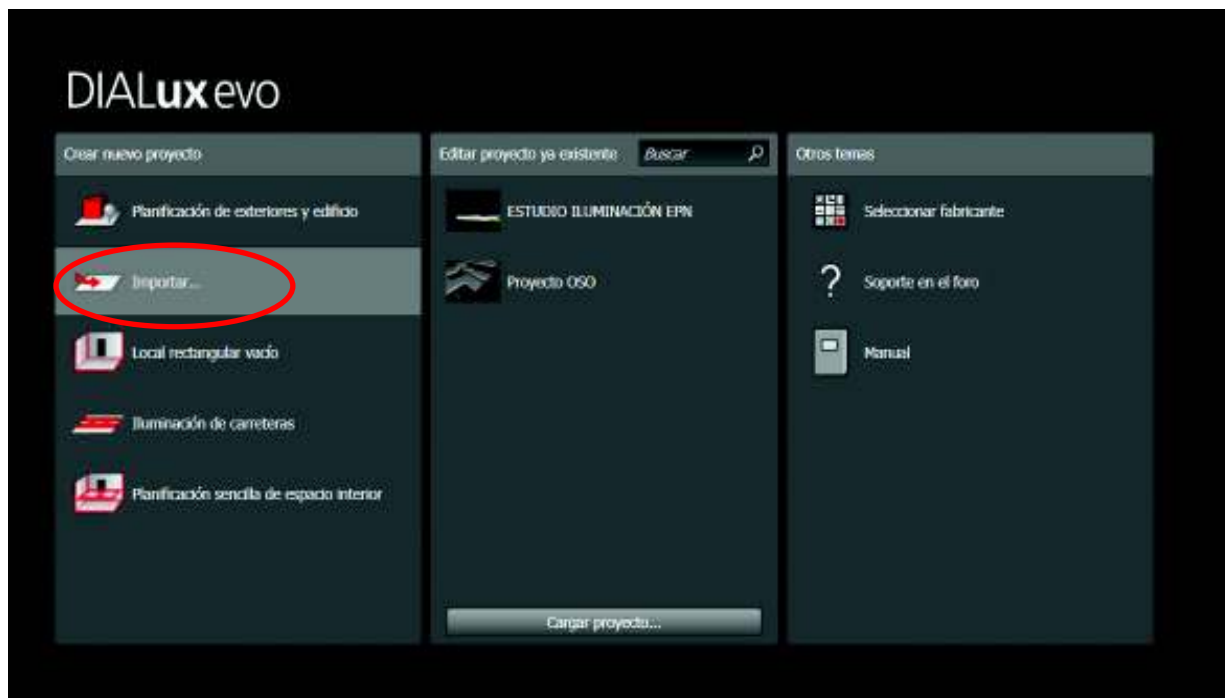 DIALux evo
Crear nuevo proyecto
Planificación de exteriores y edificio
Importar...
Local rectangular vacío
Iluminación de carreteras
Planificación sencilla de espacio interior
Editar proyecto ya existente
Buscar
ESTUDIO ILUMINACIÓN EPN
Proyecto OSO
Cargar proyecto...
Otros temas
Seleccionar fabricante
Soporte en el foro
Manual